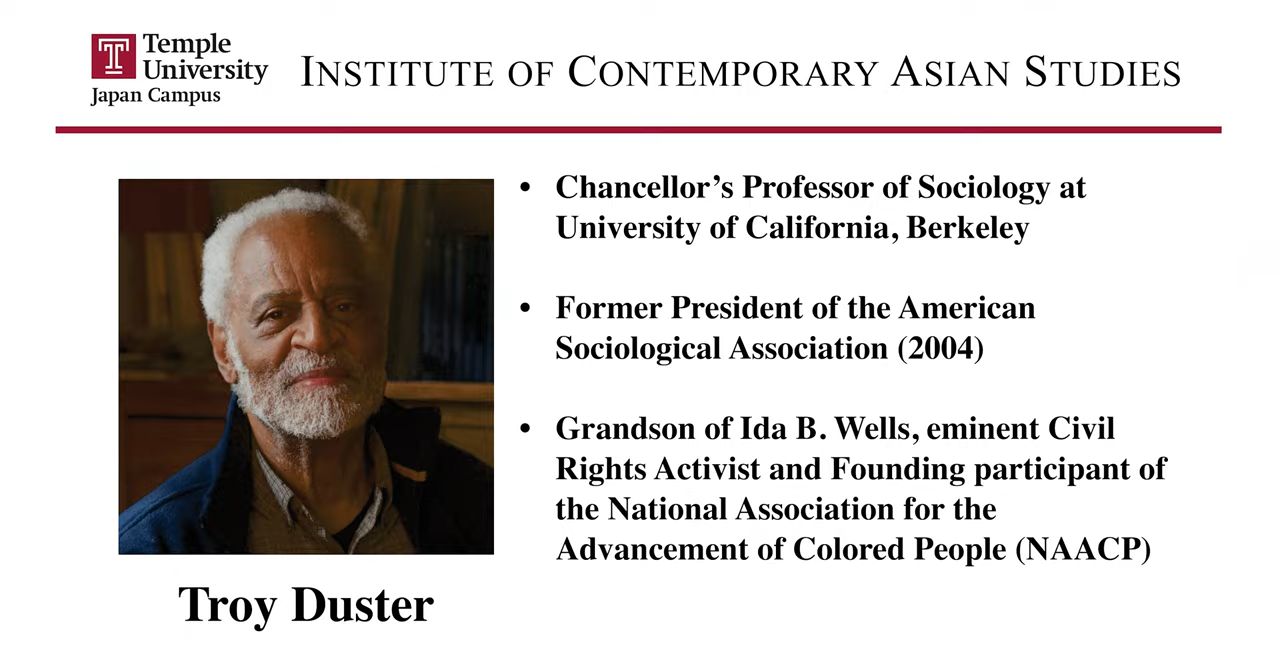 Temple
University
Japan Campus
INSTITUTE OF CONTEMPORARY ASIAN STUDIES
• Chancellor’s Professor of Sociology at
University of California, Berkeley
• Former President of the American
Sociological Association (2004)
• Grandson of Ida B. Wells, eminent Civil
Rights Activist and Founding participant of
the National Association for the
Advancement of Colored People (NAACP)
Troy Duster